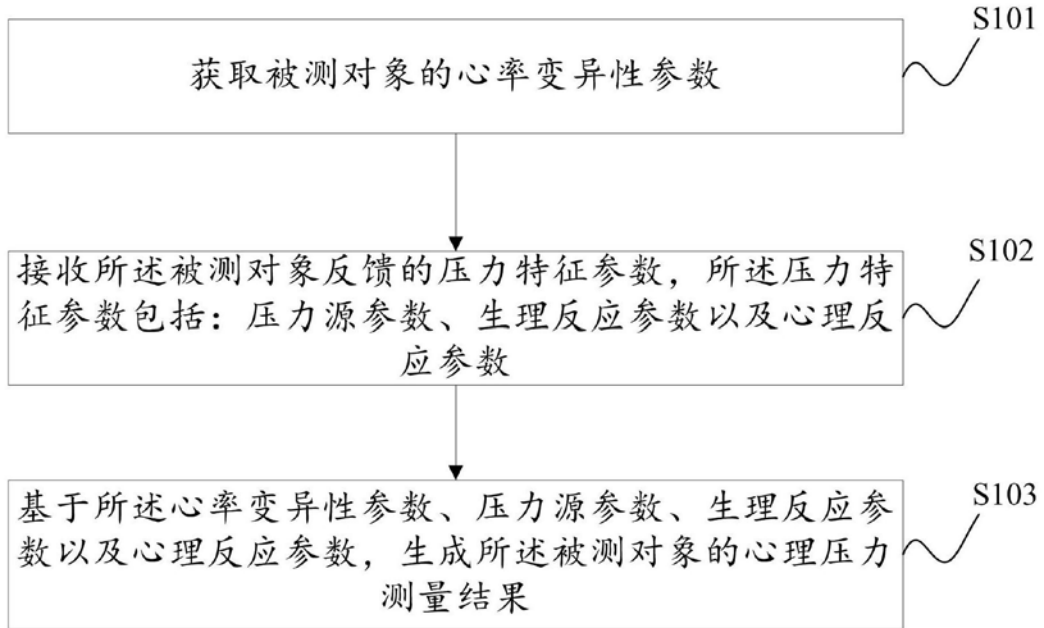 S101
获取被测对象的心率变异性参数
S102
接收所述被测对象反馈的压力特征参数，所述压力特
征参数包括：压力源参数、生理反应参数以及心理反
应参数
S103
基于所述心率变异性参数、压力源参数、生理反应参
数以及心理反应参数，生成所述被测对象的心理压力
测量结果